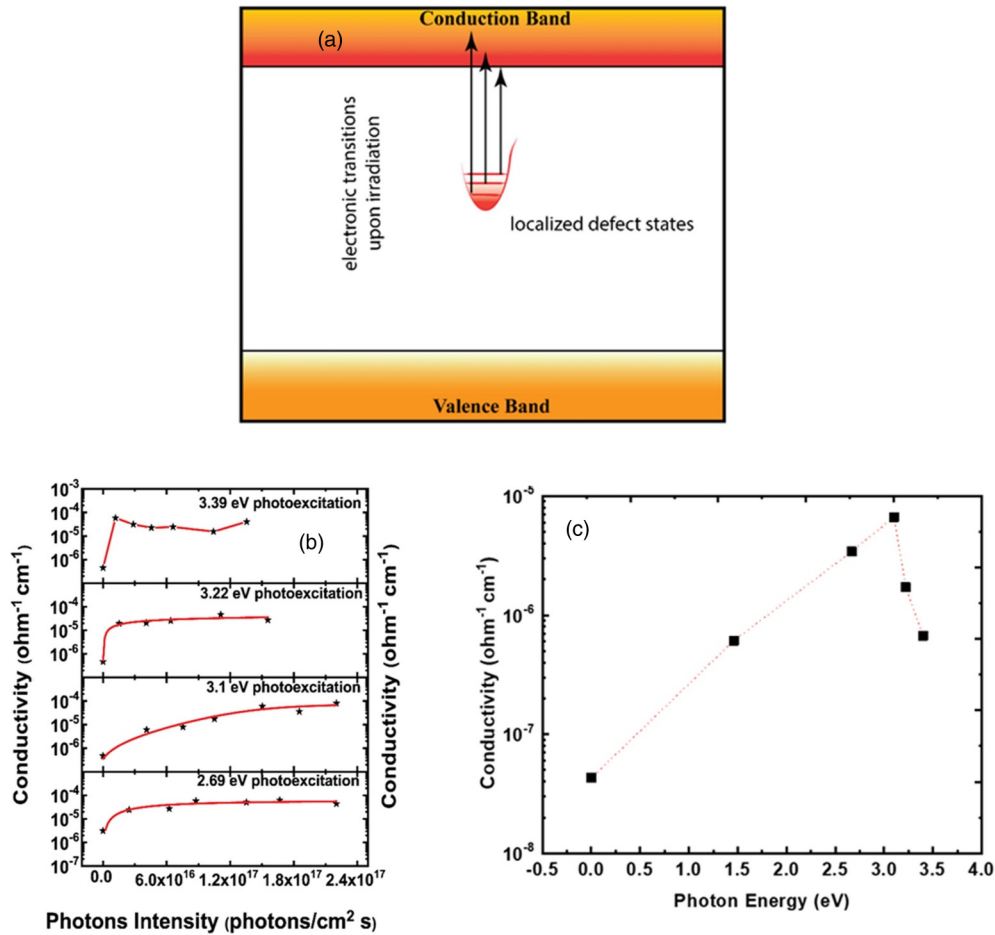 Conduction Band
(a)
electronic transitions
upon irradiation
localized defect states
Valence Band
Conductivity (ohm⁻¹ cm⁻¹)
10⁻³
10⁻⁴
10⁻⁵
10⁻⁶
3.39 eV photoexcitation
(b)
10⁻⁴
10⁻⁵
10⁻⁶
3.22 eV photoexcitation
10⁻⁴
10⁻⁵
10⁻⁶
3.1 eV photoexcitation
10⁻⁴
10⁻⁵
10⁻⁶
10⁻⁷
2.69 eV photoexcitation
0.0 6.0x10¹⁶ 1.2x10¹⁷ 1.8x10¹⁷ 2.4x10¹⁷
Photons Intensity (photons/cm² s)
Conductivity (ohm⁻¹ cm⁻¹)
Conductivity (ohm⁻¹ cm⁻¹)
(c)
10⁻⁵
10⁻⁶
10⁻⁷
10⁻⁸
-0.5 0.0 0.5 1.0 1.5 2.0 2.5 3.0 3.5 4.0
Photon Energy (eV)